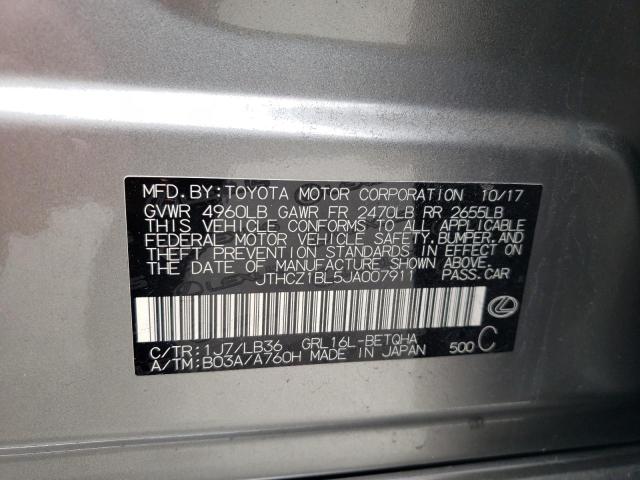 MFD. BY: TOYOTA MOTOR CORPORATION 10/17
GVWR 4960LB GAWR FR 2470LB RR 2655LB
THIS VEHICLE CONFORMS TO ALL APPLICABLE
FEDERAL MOTOR VEHICLE SAFETY, BUMPER, AND
THEFT PREVENTION STANDARDS IN EFFECT ON
THE DATE OF MANUFACTURE SHOWN ABOVE.
JTHCZ1BL5JA007911 PASS.CAR
C/TR: 1J7/LB36 GRL16L-BETQHA
A/TM: B03A/A760H MADE IN JAPAN 500 C